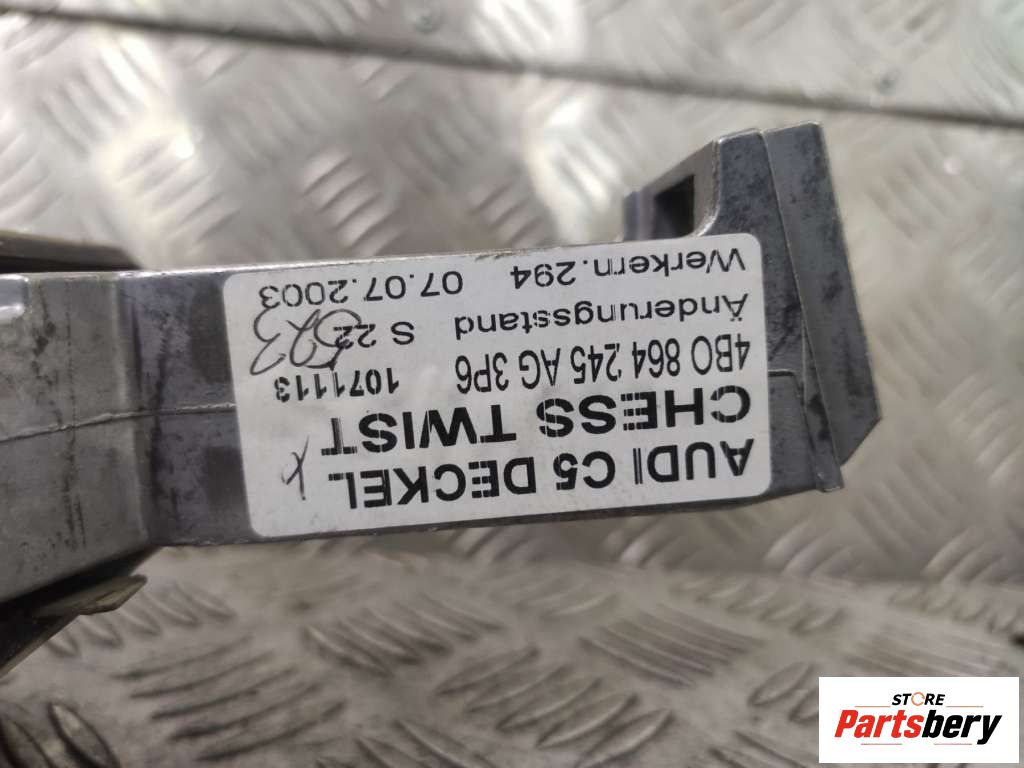 AUDI C5 DECKEL
CHESS TWIST
4B0 864 245 AG 3P6 1071113
Änderungsstand S 22
Werkern.294 07.07.2003
STORE
Partsbery